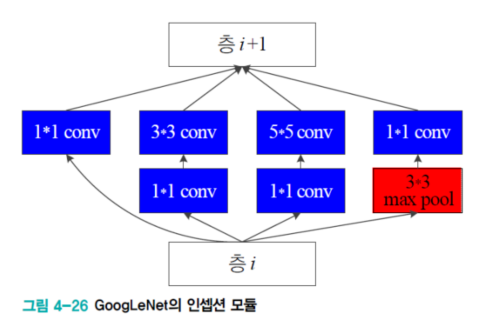 층 i+1
1*1 conv
3*3 conv
5*5 conv
1*1 conv
1*1 conv
1*1 conv
3*3
max pool
층 i
그림 4-26 GoogLeNet의 인셉션 모듈